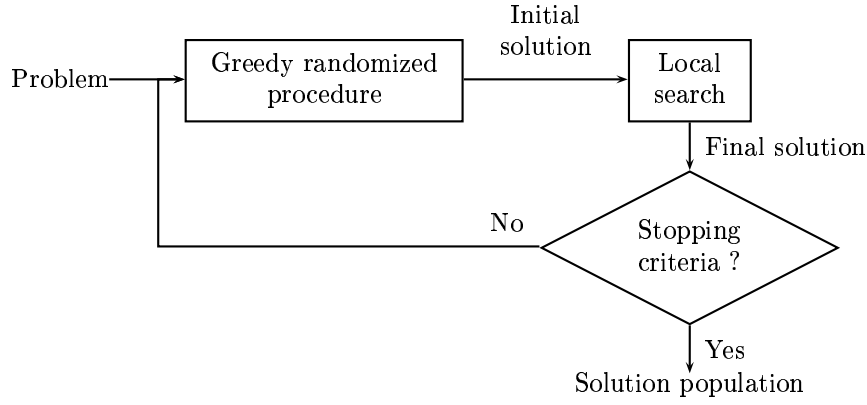 Problem
Greedy randomized
procedure
Initial
solution
Local
search
Final solution
Stopping
criteria ?
No
Yes
Solution population